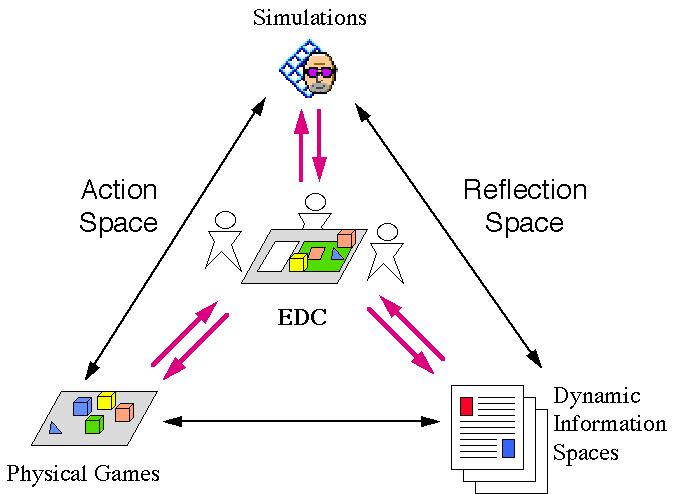 Simulations
Action
Space
Reflection
Space
EDC
Physical Games
Dynamic
Information
Spaces